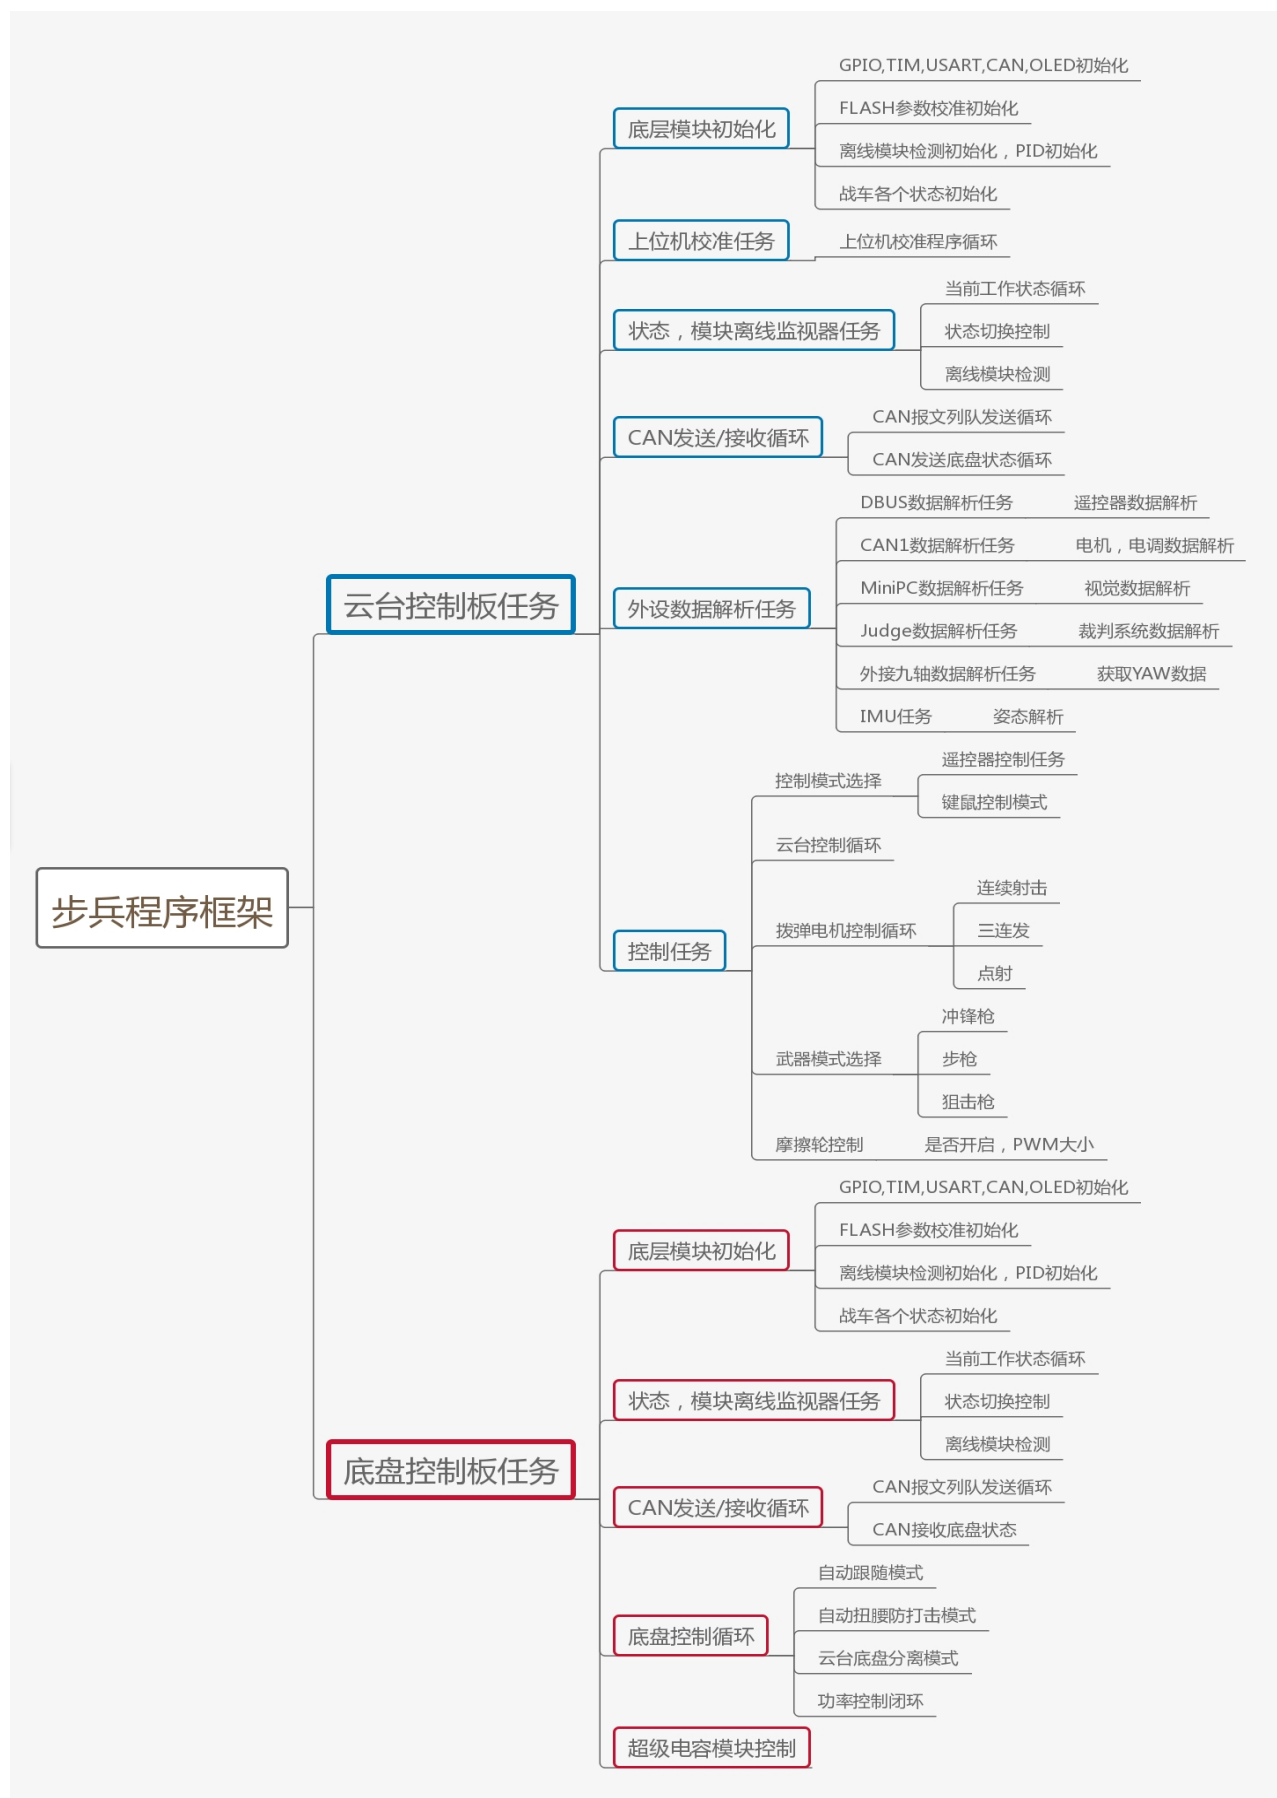 步兵程序框架
云台控制板任务
底层模块初始化
GPIO,TIM,USART,CAN,OLED初始化
FLASH参数校准初始化
离线模块检测初始化，PID初始化
战车各个状态初始化
上位机校准任务
上位机校准程序循环
状态，模块离线监视器任务
当前工作状态循环
状态切换控制
离线模块检测
CAN发送/接收循环
CAN报文列队发送循环
CAN发送底盘状态循环
外设数据解析任务
DBUS数据解析任务
遥控器数据解析
CAN1数据解析任务
电机，电调数据解析
MiniPC数据解析任务
视觉数据解析
Judge数据解析任务
裁判系统数据解析
外接九轴数据解析任务
获取YAW数据
IMU任务
姿态解析
控制任务
控制模式选择
遥控器控制任务
键鼠控制模式
云台控制循环
拨弹电机控制循环
连续射击
三连发
点射
武器模式选择
冲锋枪
步枪
狙击枪
摩擦轮控制
是否开启，PWM大小
底盘控制板任务
底层模块初始化
GPIO,TIM,USART,CAN,OLED初始化
FLASH参数校准初始化
离线模块检测初始化，PID初始化
战车各个状态初始化
状态，模块离线监视器任务
当前工作状态循环
状态切换控制
离线模块检测
CAN发送/接收循环
CAN报文列队发送循环
CAN接收底盘状态
底盘控制循环
自动跟随模式
自动扭腰防打击模式
云台底盘分离模式
功率控制闭环
超级电容模块控制